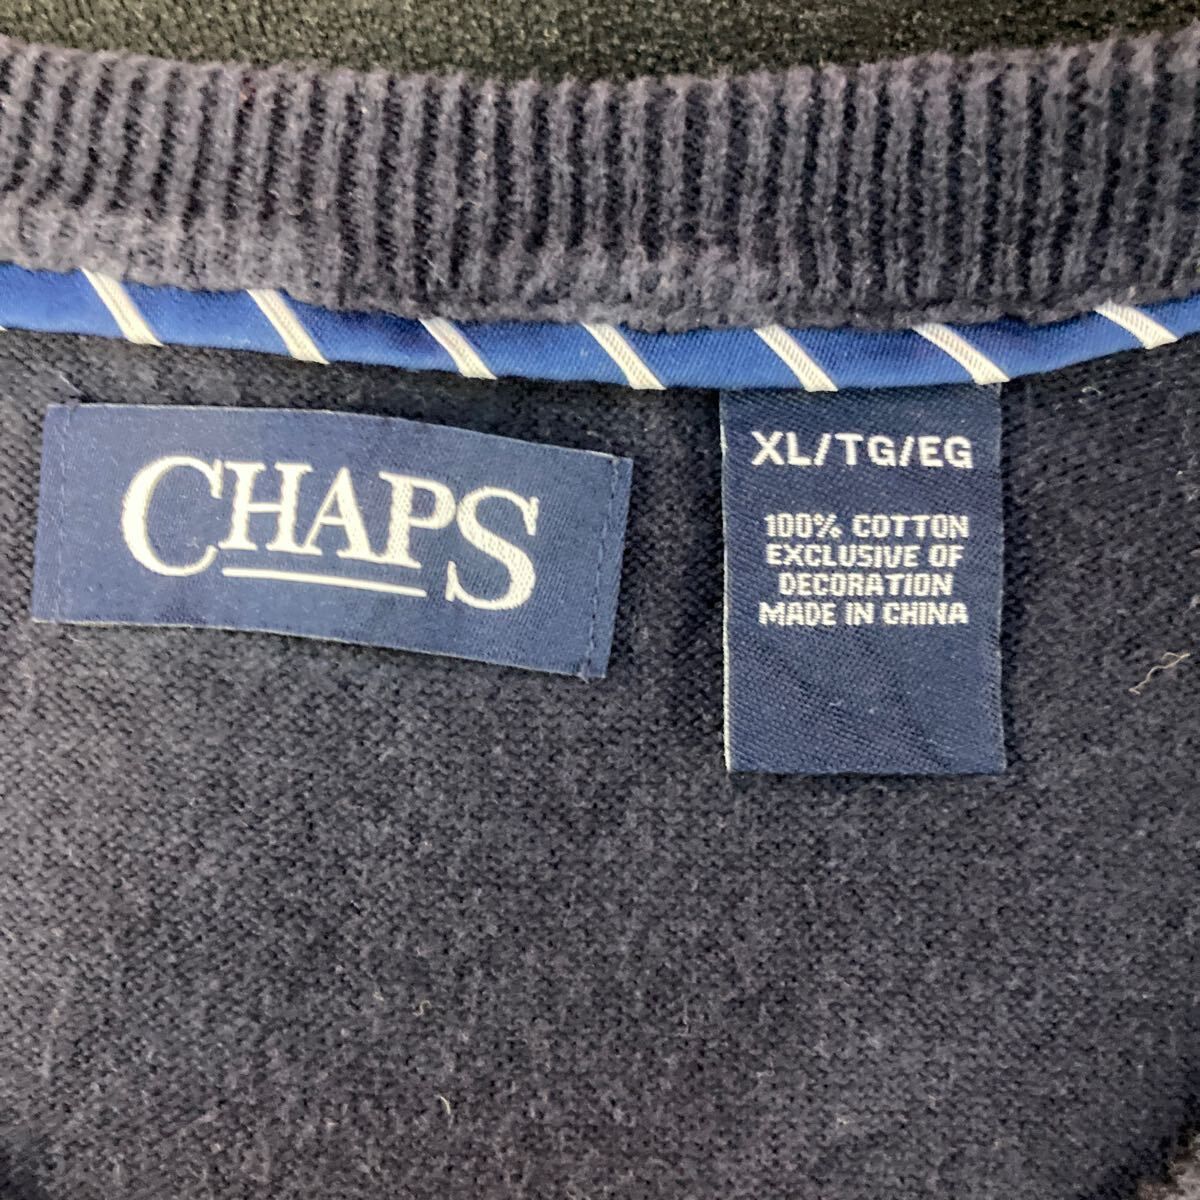 CHAPS
XL/TG/EG
100% COTTON
EXCLUSIVE OF
DECORATION
MADE IN CHINA